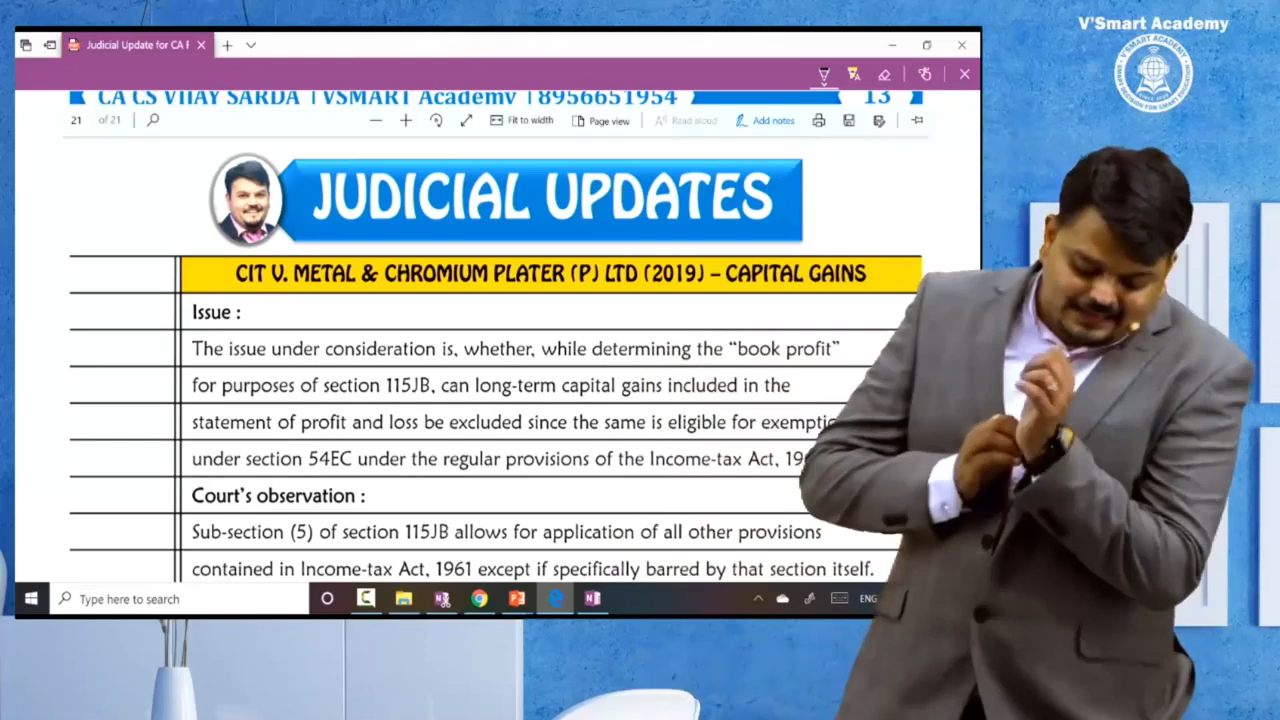 V'Smart Academy
V'SMART ACADEMY
Judicial Update for CA F
CA CS VIJAY SARDA | VSMART Academy | 8956651954 13
21 of 21 Fit to width Page view Read aloud Add notes
JUDICIAL UPDATES
CIT V. METAL & CHROMIUM PLATER (P) LTD (2019) – CAPITAL GAINS
Issue :
The issue under consideration is, whether, while determining the “book profit”
for purposes of section 115JB, can long-term capital gains included in the
statement of profit and loss be excluded since the same is eligible for
under section 54EC under the regular provisions of the Income-tax Act,
Court's observation :
Sub-section (5) of section 115JB allows for application of all other provisions
contained in Income-tax Act, 1961 except if specifically barred by that section itself.
Type here to search ENG